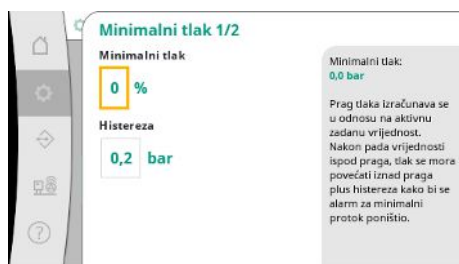 Minimalni tlak 1/2
Minimalni tlak
0 %
Histereza
0,2 bar
Minimalni tlak:
0,0 bar
Prag tlaka izračunava se
u odnosu na aktivnu
zadanu vrijednost.
Nakon pada vrijednosti
ispod praga, tlak se mora
povećati iznad praga
plus histereza kako bi se
alarm za minimalni
protok poništio.
?